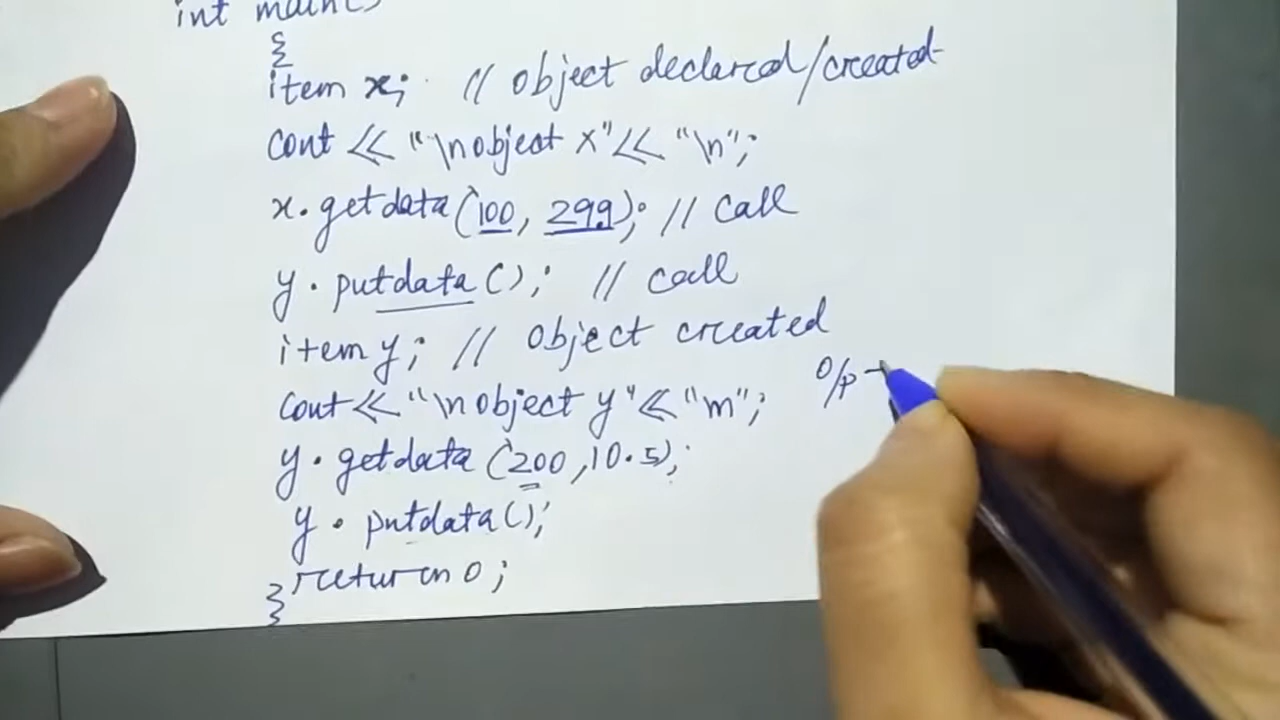 int main()
{
item x; // object declared/created
cout << "\nobject x" << "\n";
x.getdata(100, 299); // call
y.putdata(); // call
item y; // object created
cout << "\nobject y" << "\n";
y.getdata(200,10.5);
y.putdata();
return 0;
}
O/p -